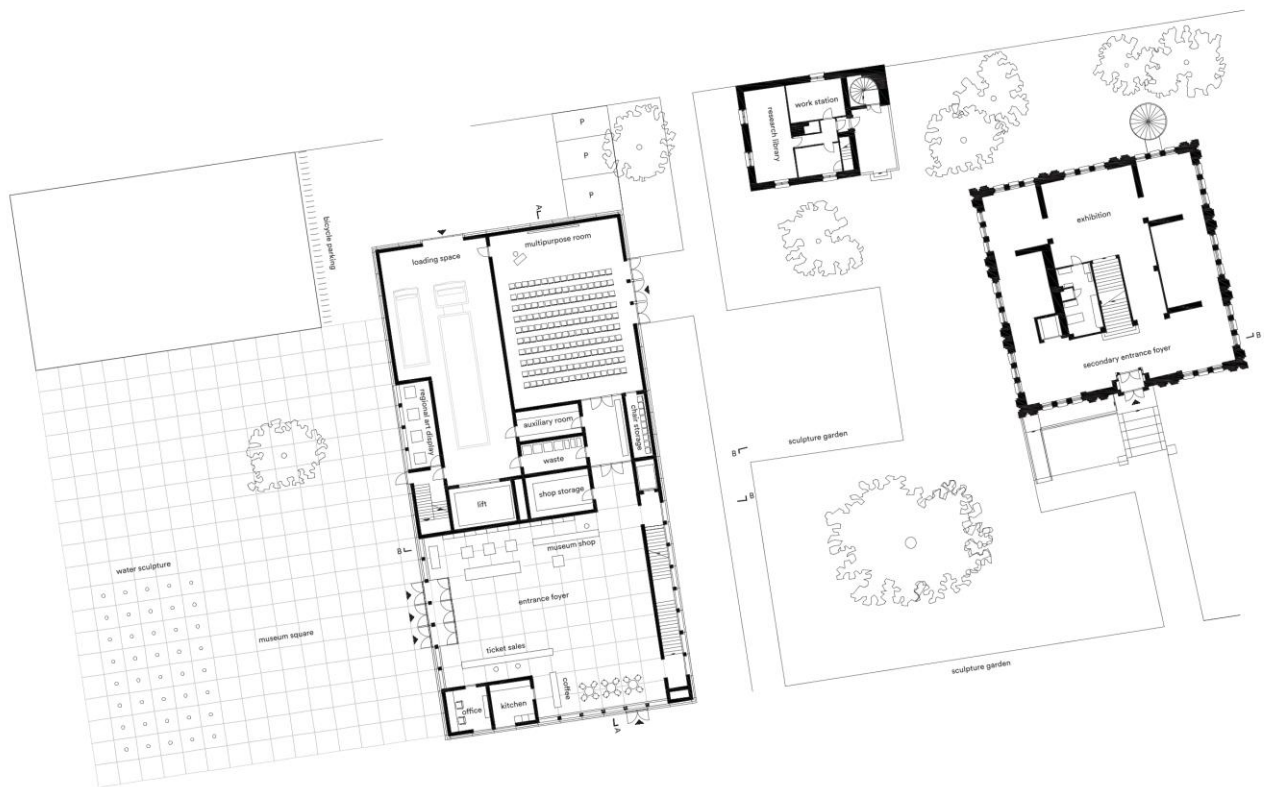 work station
research library
P
P
P
bicycle parking
A
multipurpose room
loading space
exhibition
secondary entrance foyer
B
regional art display
auxiliary room
chair storage
waste
shop storage
lift
sculpture garden
B
B
B
museum shop
water sculpture
entrance foyer
museum square
ticket sales
coffee
office
kitchen
sculpture garden
A